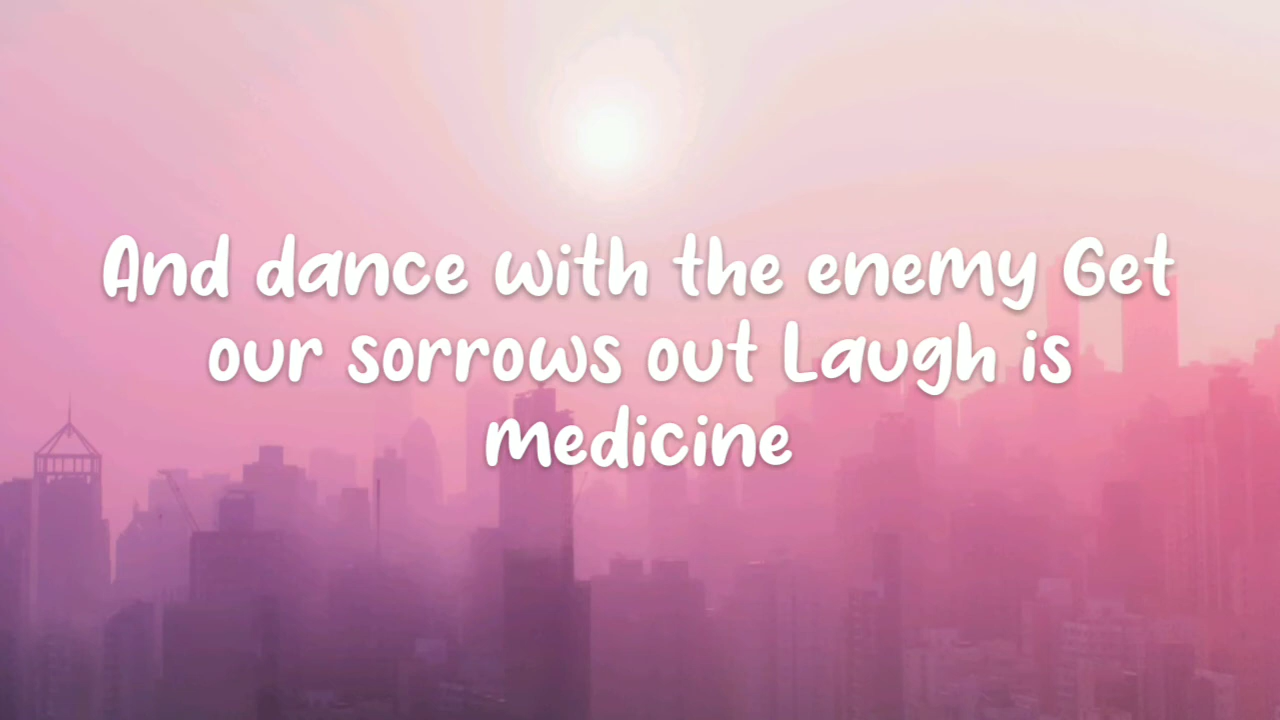 And dance with the enemy Get
our sorrows out Laugh is
medicine